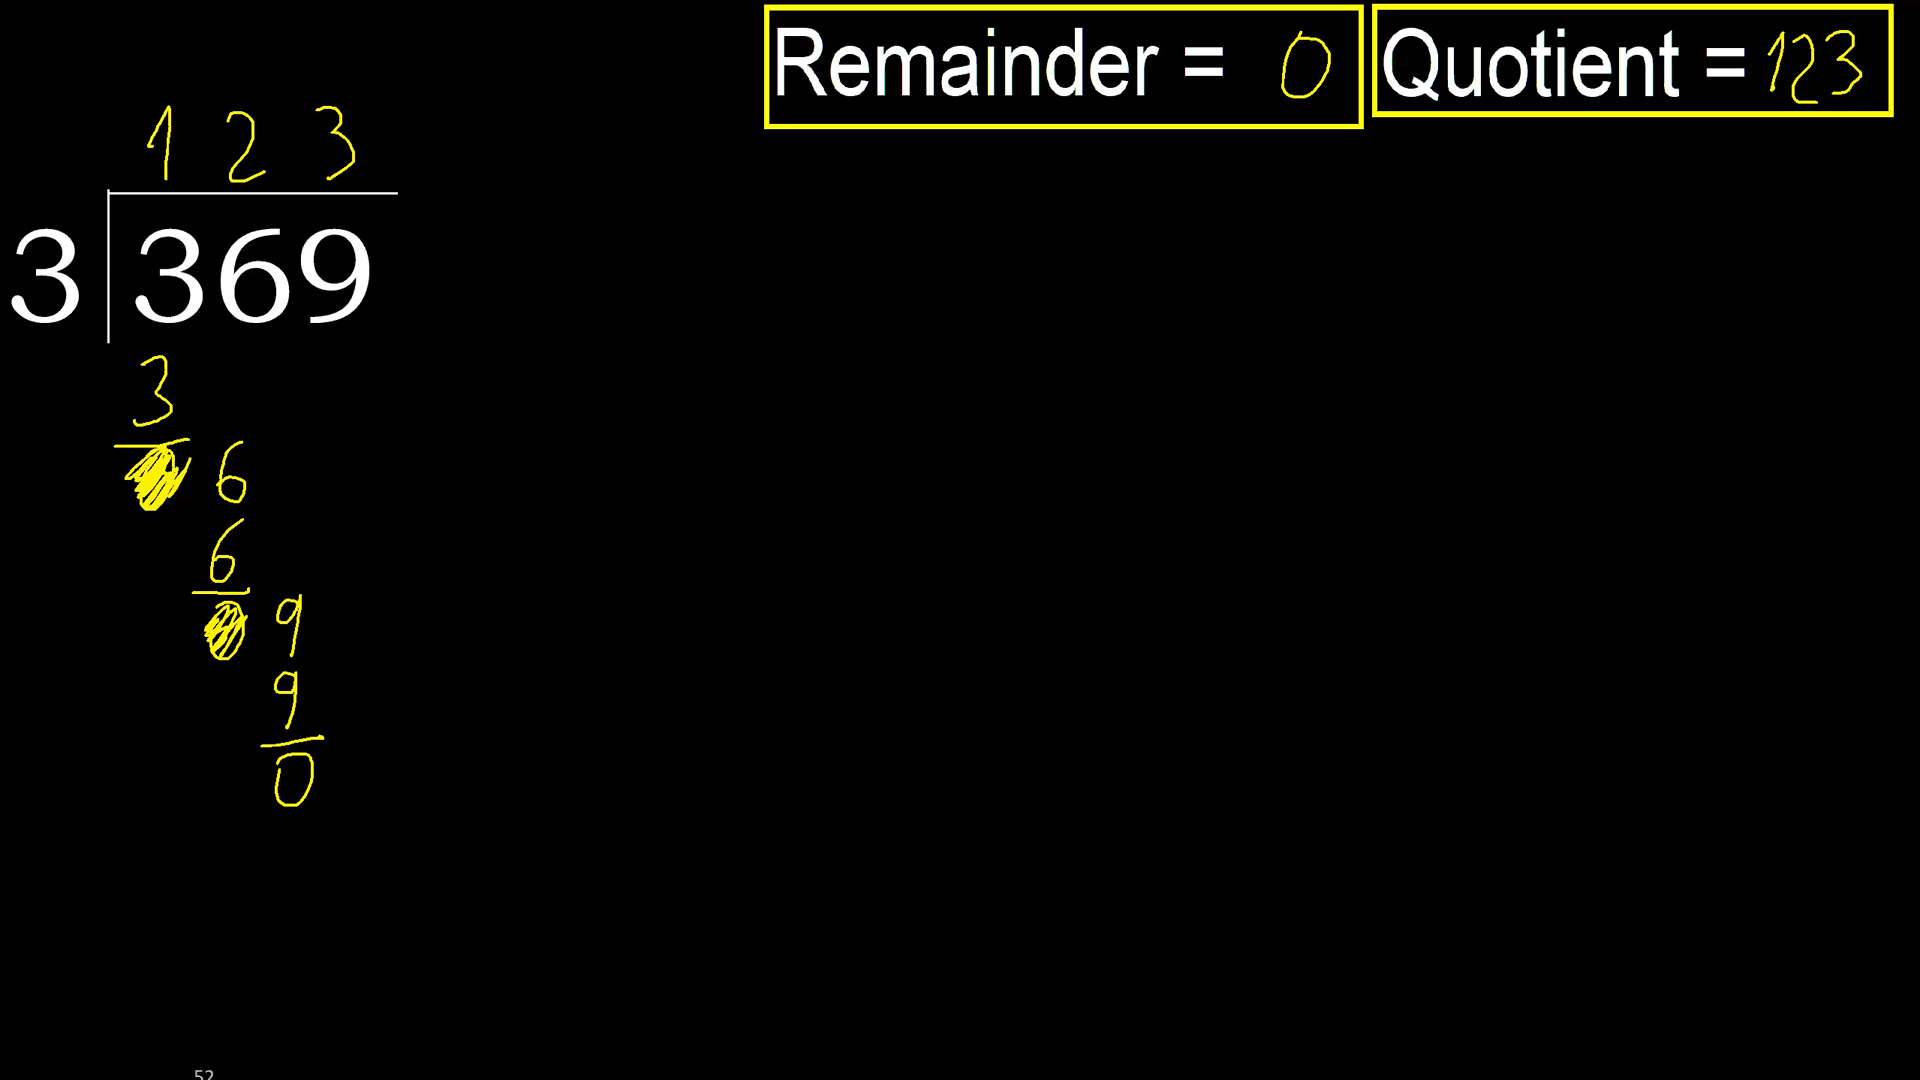 Remainder = 0
Quotient = 123
1 2 3
3 369
3
6
6
9
9
0
52